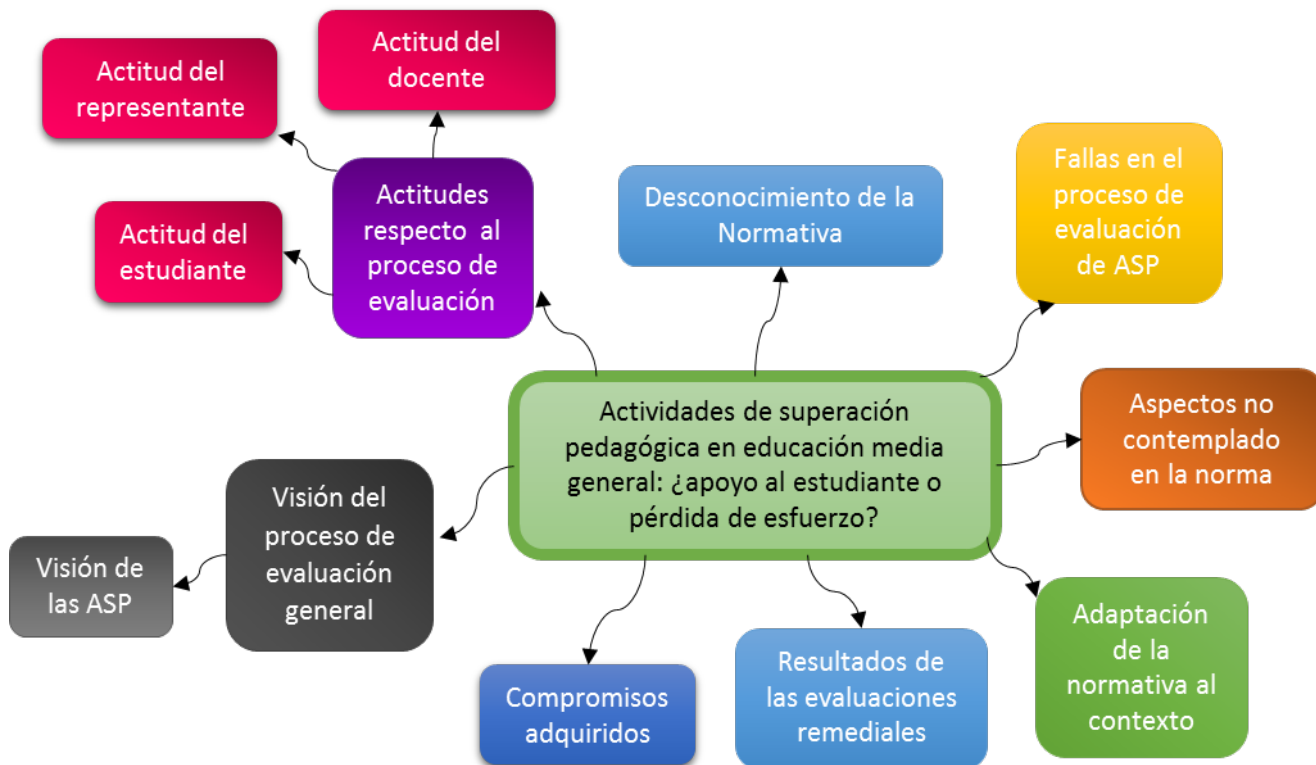 Actitud del
docente
Actitud del
representante
Actitud del
estudiante
Actitudes
respecto al
proceso de
evaluación
Desconocimiento de la
Normativa
Fallas en el
proceso de
evaluación
de ASP
Actividades de superación
pedagógica en educación media
general: ¿apoyo al estudiante o
pérdida de esfuerzo?
Aspectos no
contemplado
en la norma
Visión del
proceso de
evaluación
general
Visión de
las ASP
Compromisos
adquiridos
Resultados de
las evaluaciones
remediales
Adaptación
de la
normativa al
contexto